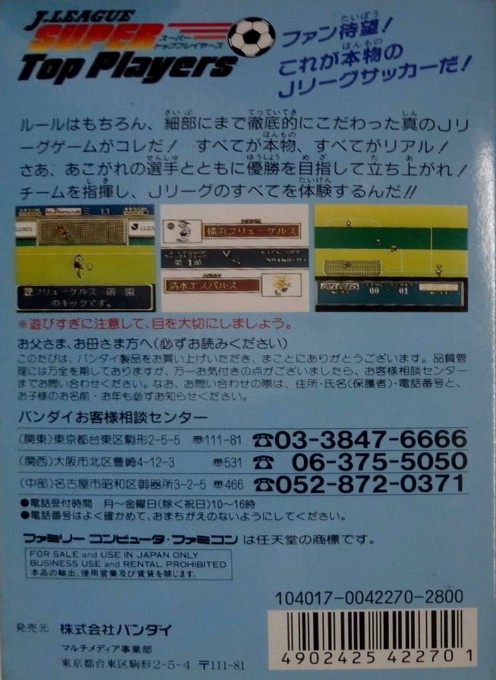 J.LEAGUE
SUPER スーパー
Top Players トッププレイヤーズ
ファン待望!
これが本物の
Jリーグサッカーだ!
ルールはもちろん、細部にまで徹底的にこだわった真のJリ
ーグゲームがコレだ! すべてが本物、すべてがリアル!
さあ、あこがれの選手とともに優勝を目指して立ち上がれ!
チームを指揮し、Jリーグのすべてを体験するんだ!!
横浜フリューゲルス
第1節
VS
清水エスパルス
フリューゲルス 前園
のキックです。
00 01
※遊びすぎに注意して、目を大切にしましょう。
お父さま、お母さま方へ(必ずお読みください)
このたびは、バンダイ製品をお買い上げいただき、まことにありがとうございます。品質管
理には万全を期しておりますが、万一お気付きの点がございましたら、お客様相談センター
までお問い合わせください。なお、お問い合わせの際は、住所・氏名(保護者)・電話番号と、
お子様のお名前・お年も必ずお知らせください。
バンダイお客様相談センター
(関東)東京都台東区駒形2-5-5 〠111-81 ☎03-3847-6666
(関西)大阪市北区豊崎4-12-3 〠531 ☎06-375-5050
(中部)名古屋市昭和区御器所3-2-5 〠466 ☎052-872-0371
●電話受付時間 月〜金曜日(除く祝日)10〜16時
●電話番号はよく確かめて、おまちがえのないようにしてください。
ファミリー コンピュータ・ファミコン は任天堂の商標です。
FOR SALE and USE IN JAPAN ONLY
BUSINESS USE and RENTAL PROHIBITED
本品の輸出、使用営業及び賃貸を禁じます。
104017-0042270-2800
発売元 株式会社バンダイ
マルチメディア事業部
東京都台東区駒形2-5-4 〒111-81
4902425422701